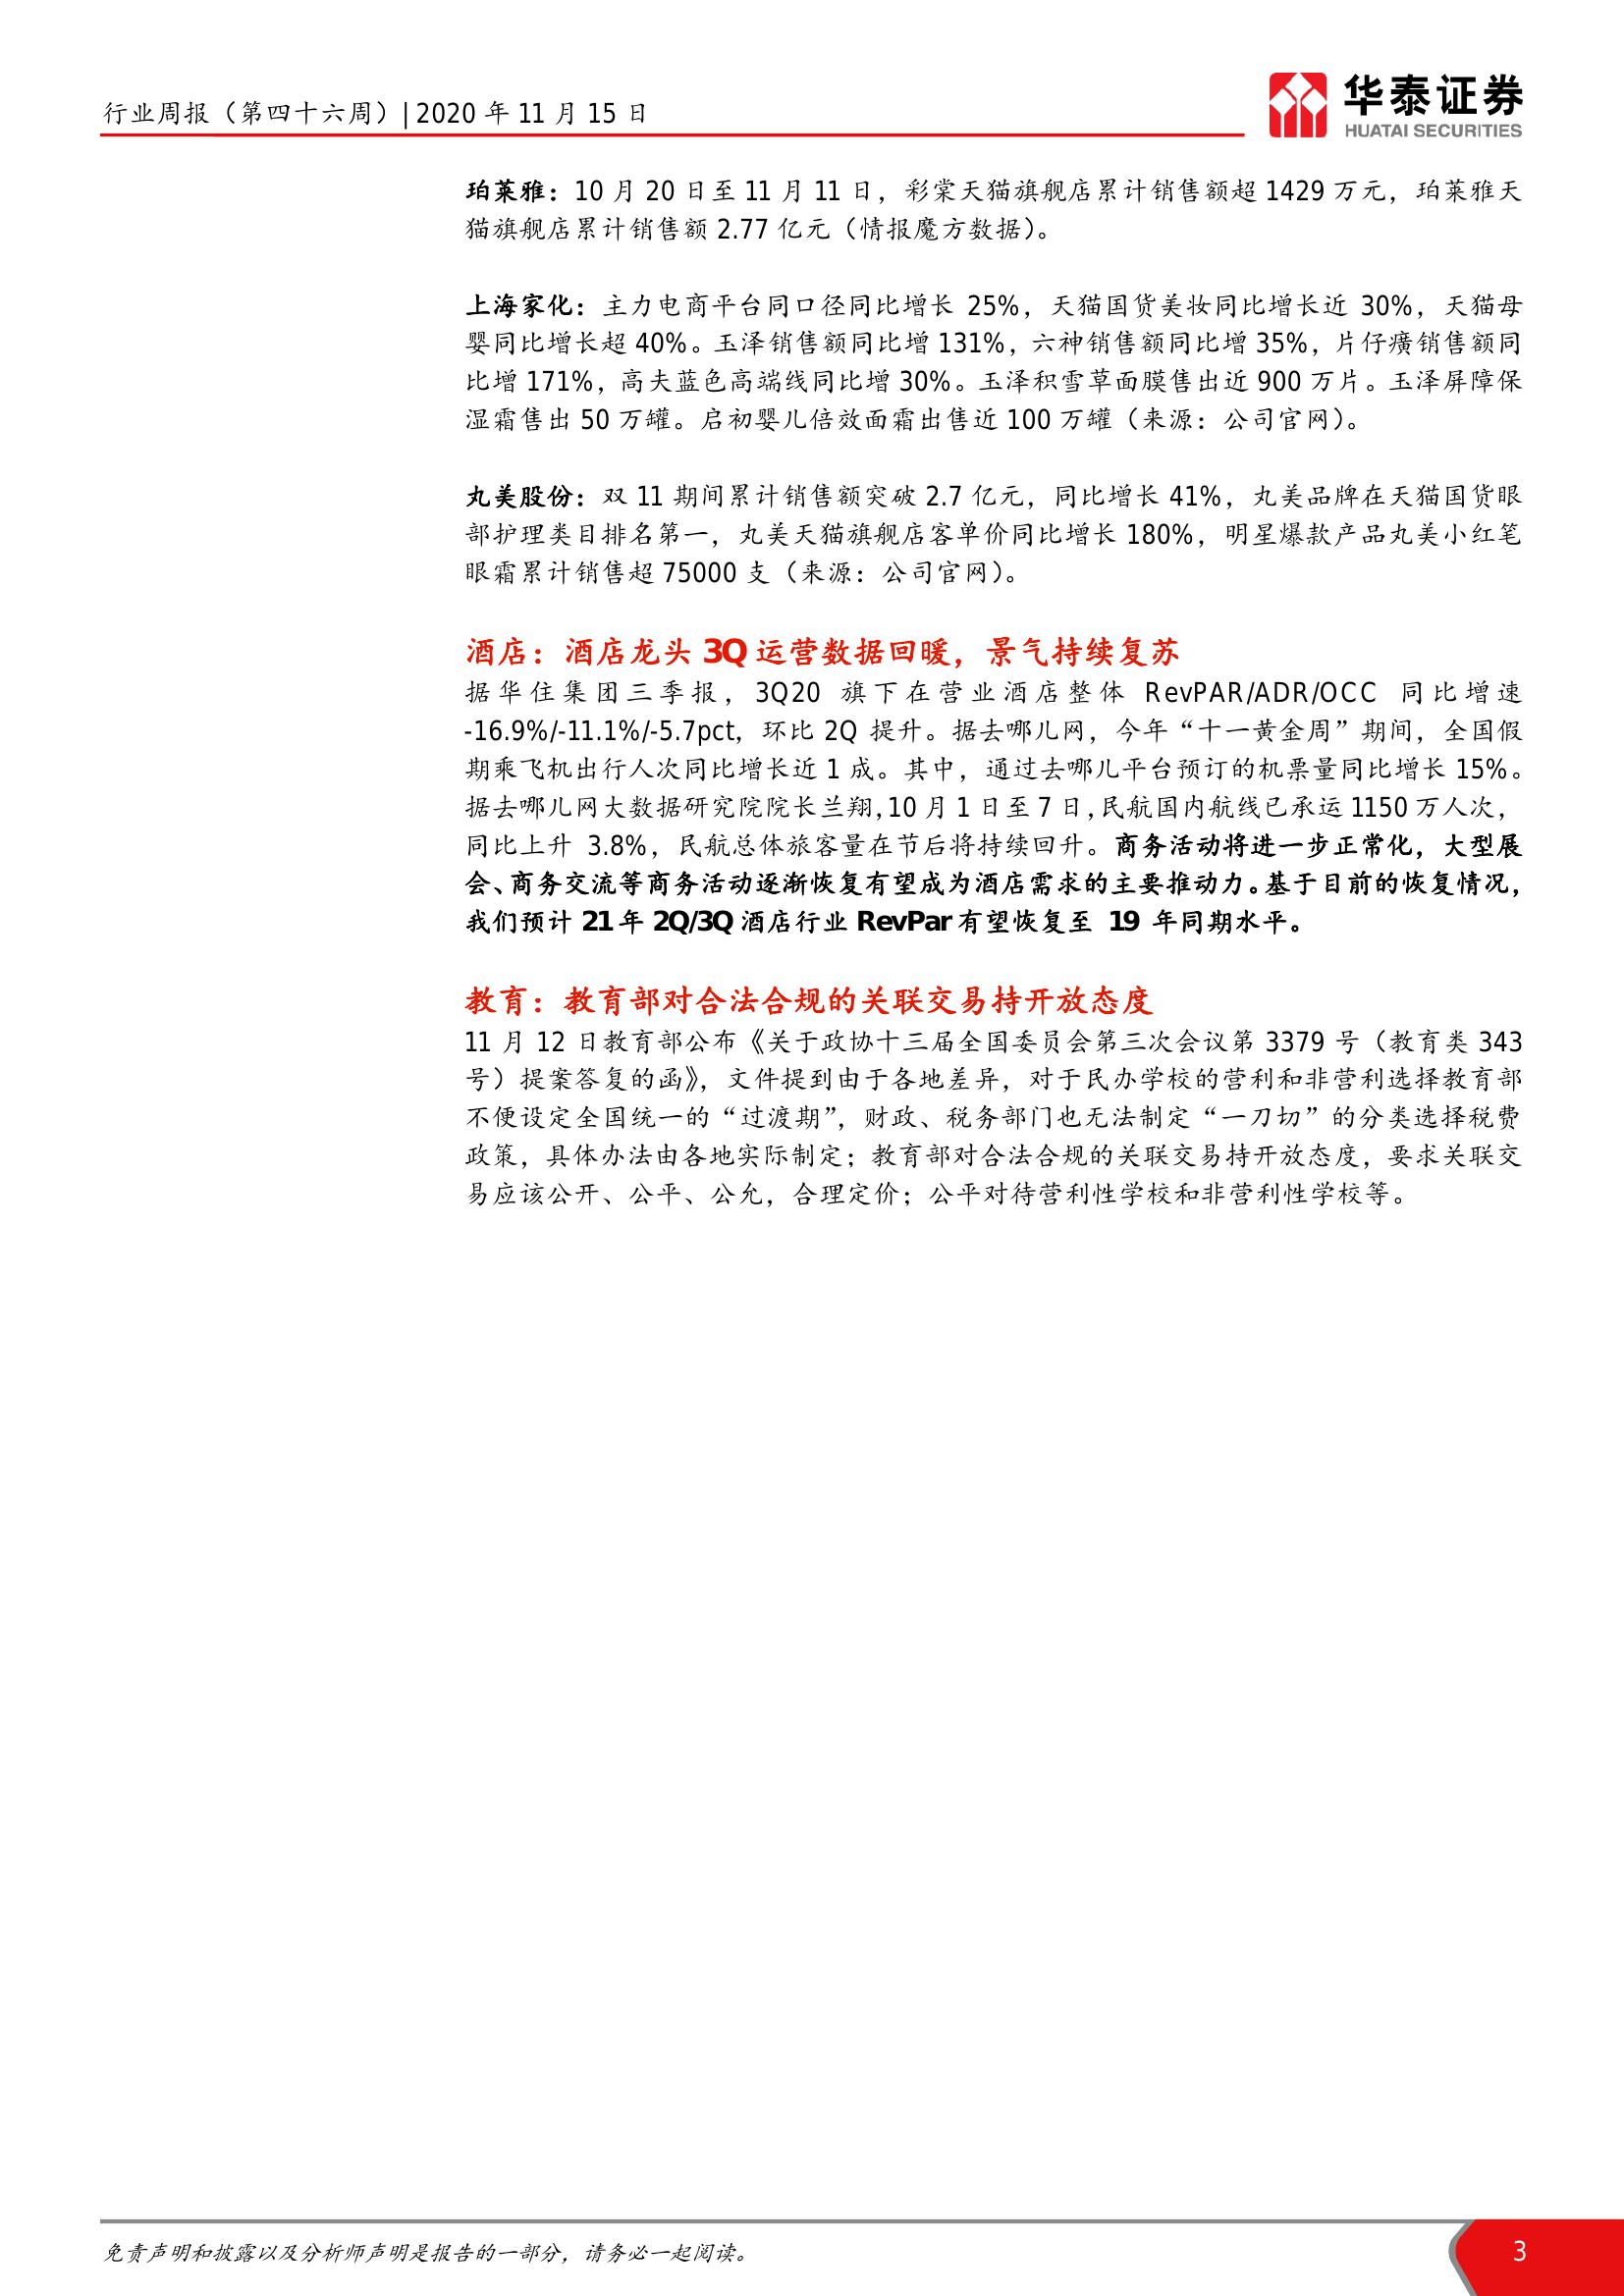 行业周报（第四十六周）| 2020 年 11 月 15 日
华泰证券
HUATAI SECURITIES
珀莱雅：10 月 20 日至 11 月 11 日，彩棠天猫旗舰店累计销售额超 1429 万元，珀莱雅天
猫旗舰店累计销售额 2.77 亿元（情报魔方数据）。
上海家化：主力电商平台同口径同比增长 25%，天猫国货美妆同比增长近 30%，天猫母
婴同比增长超 40%。玉泽销售额同比增 131%，六神销售额同比增 35%，片仔癀销售额同
比增 171%，高夫蓝色高端线同比增 30%。玉泽积雪草面膜售出近 900 万片。玉泽屏障保
湿霜售出 50 万罐。启初婴儿倍效面霜出售近 100 万罐（来源：公司官网）。
丸美股份：双 11 期间累计销售额突破 2.7 亿元，同比增长 41%，丸美品牌在天猫国货眼
部护理类目排名第一，丸美天猫旗舰店客单价同比增长 180%，明星爆款产品丸美小红笔
眼霜累计销售超 75000 支（来源：公司官网）。
酒店：酒店龙头 3Q 运营数据回暖，景气持续复苏
据华住集团三季报，3Q20 旗下在营业酒店整体 RevPAR/ADR/OCC 同比增速
-16.9%/-11.1%/-5.7pct，环比 2Q 提升。据去哪儿网，今年“十一黄金周”期间，全国假
期乘飞机出行人次同比增长近 1 成。其中，通过去哪儿平台预订的机票量同比增长 15%。
据去哪儿网大数据研究院院长兰翔，10 月 1 日至 7 日，民航国内航线已承运 1150 万人次，
同比上升 3.8%，民航总体旅客量在节后将持续回升。商务活动将进一步正常化，大型展
会、商务交流等商务活动逐渐恢复有望成为酒店需求的主要推动力。基于目前的恢复情况，
我们预计 21 年 2Q/3Q 酒店行业 RevPar 有望恢复至 19 年同期水平。
教育：教育部对合法合规的关联交易持开放态度
11 月 12 日教育部公布《关于政协十三届全国委员会第三次会议第 3379 号（教育类 343
号）提案答复的函》，文件提到由于各地差异，对于民办学校的营利和非营利选择教育部
不便设定全国统一的“过渡期”，财政、税务部门也无法制定“一刀切”的分类选择税费
政策，具体办法由各地实际制定；教育部对合法合规的关联交易持开放态度，要求关联交
易应该公开、公平、公允，合理定价；公平对待营利性学校和非营利性学校等。
免责声明和披露以及分析师声明是报告的一部分，请务必一起阅读。
3